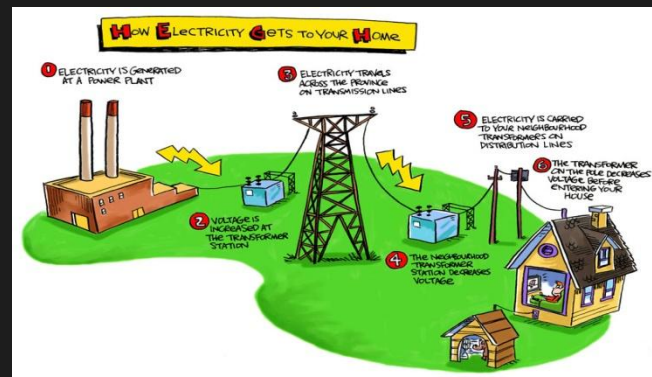 How Electricity Gets to Your Home
1 ELECTRICITY IS GENERATED
AT A POWER PLANT
2 VOLTAGE IS
INCREASED AT
THE TRANSFORMER
STATION
3 ELECTRICITY TRAVELS
ACROSS THE PROVINCE
ON TRANSMISSION LINES
4 THE NEIGHBOURHOOD
TRANSFORMER
STATION DECREASES
VOLTAGE
5 ELECTRICITY IS CARRIED
TO YOUR NEIGHBOURHOOD
TRANSFORMERS ON
DISTRIBUTION LINES
6 THE TRANSFORMER
ON THE POLE DECREASES
VOLTAGE BEFORE
ENTERING YOUR
HOUSE